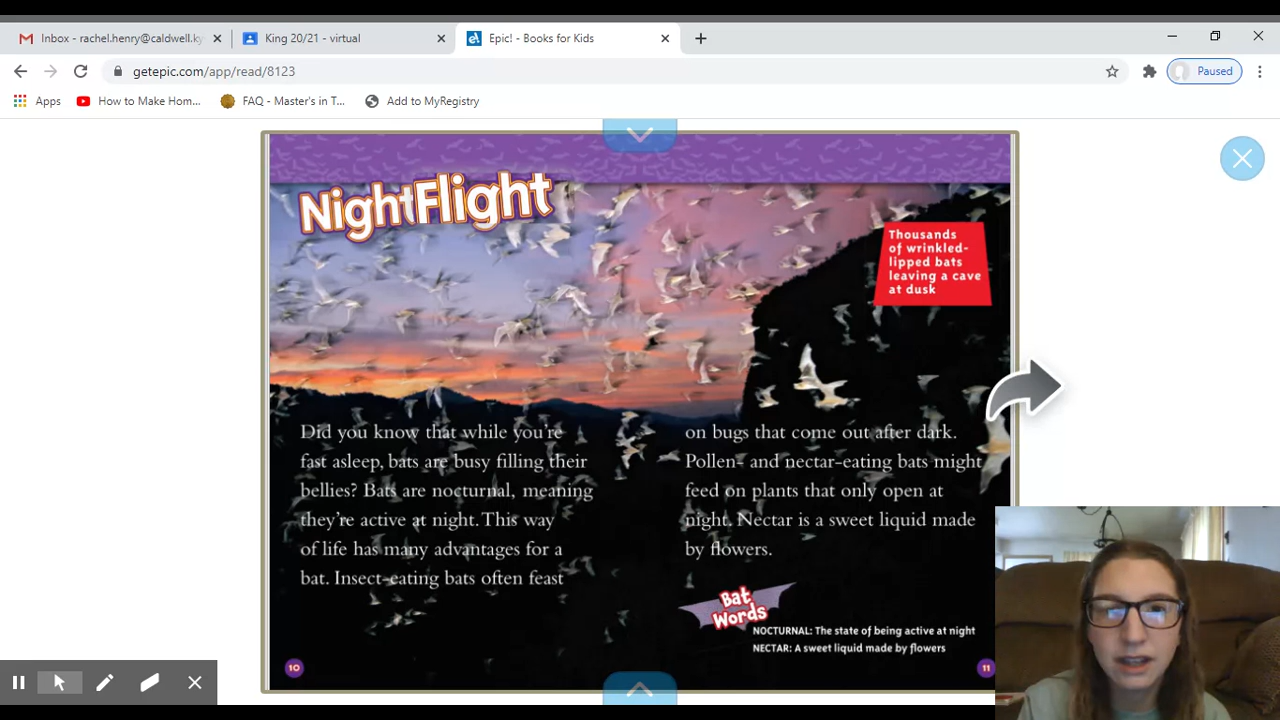 Inbox - rachel.henry@caldwell.ky
King 20/21 - virtual
Epic! - Books for Kids
getepic.com/app/read/8123
Paused
Apps
How to Make Hom...
FAQ - Master's in T...
Add to MyRegistry
NightFlight
Thousands
of wrinkled-
lipped bats
leaving a cave
at dusk
Did you know that while you're
fast asleep, bats are busy filling their
bellies? Bats are nocturnal, meaning
they're active at night. This way
of life has many advantages for a
bat. Insect-eating bats often feast
on bugs that come out after dark.
Pollen- and nectar-eating bats might
feed on plants that only open at
night. Nectar is a sweet liquid made
by flowers.
Bat
Words
NOCTURNAL: The state of being active at night
NECTAR: A sweet liquid made by flowers
10
11